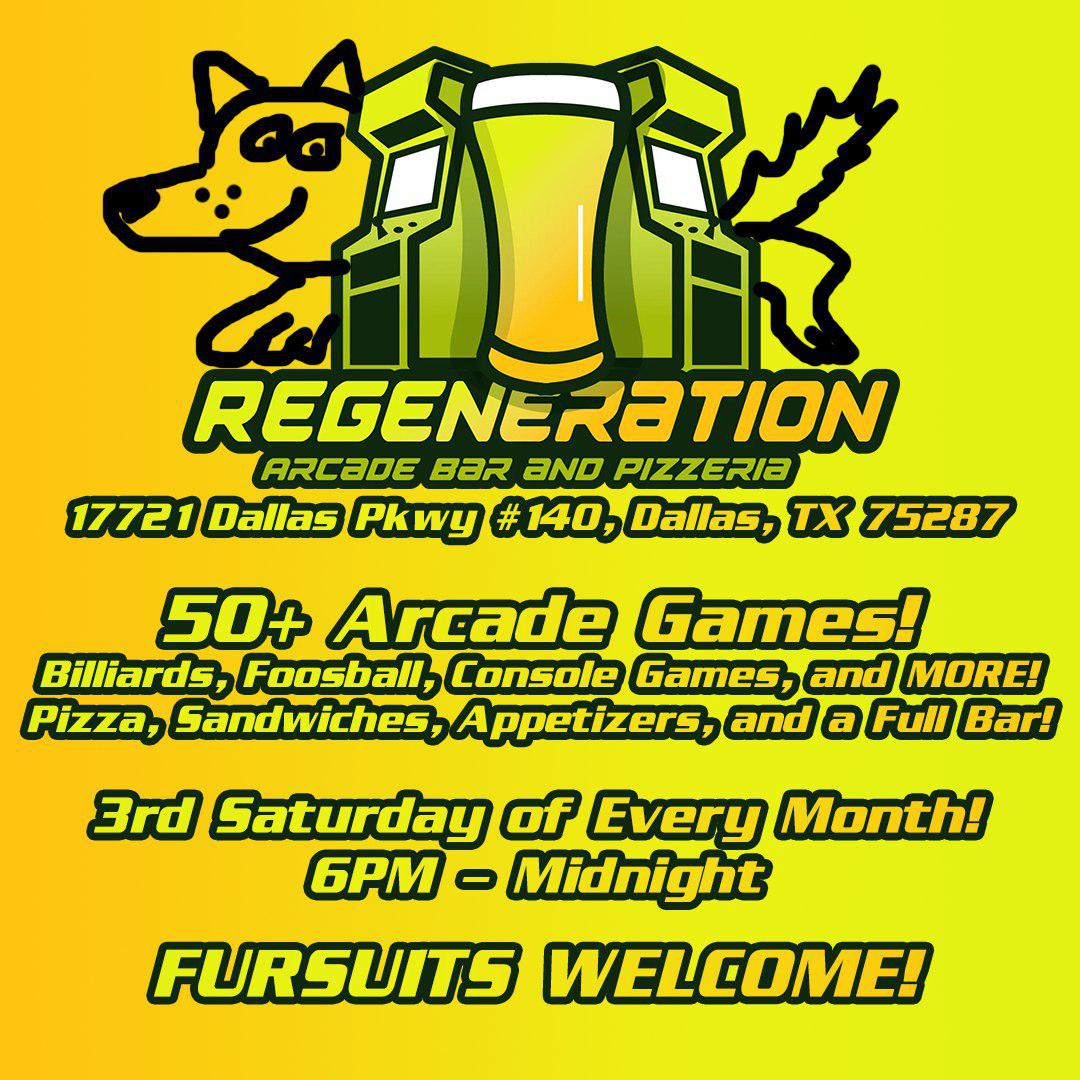 REGENERATION
ARCADE BAR AND PIZZERIA
17721 Dallas Pkwy #140, Dallas, TX 75287
50+ Arcade Games!
Billiards, Foosball, Console Games, and MORE!
Pizza, Sandwiches, Appetizers, and a Full Bar!
3rd Saturday of Every Month!
6PM - Midnight
FURSUITS WELCOME!